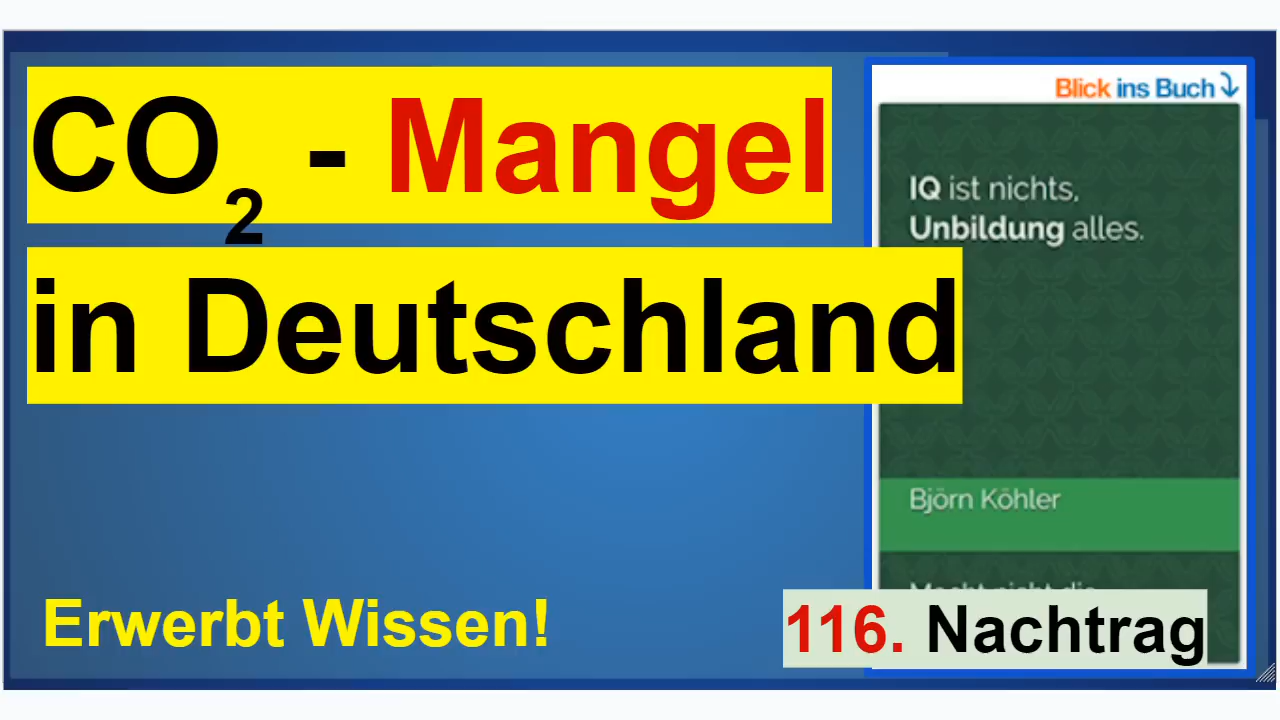 CO₂ - Mangel
in Deutschland
Blick ins Buch
IQ ist nichts,
Unbildung alles.
Björn Köhler
Erwerbt Wissen!
116. Nachtrag